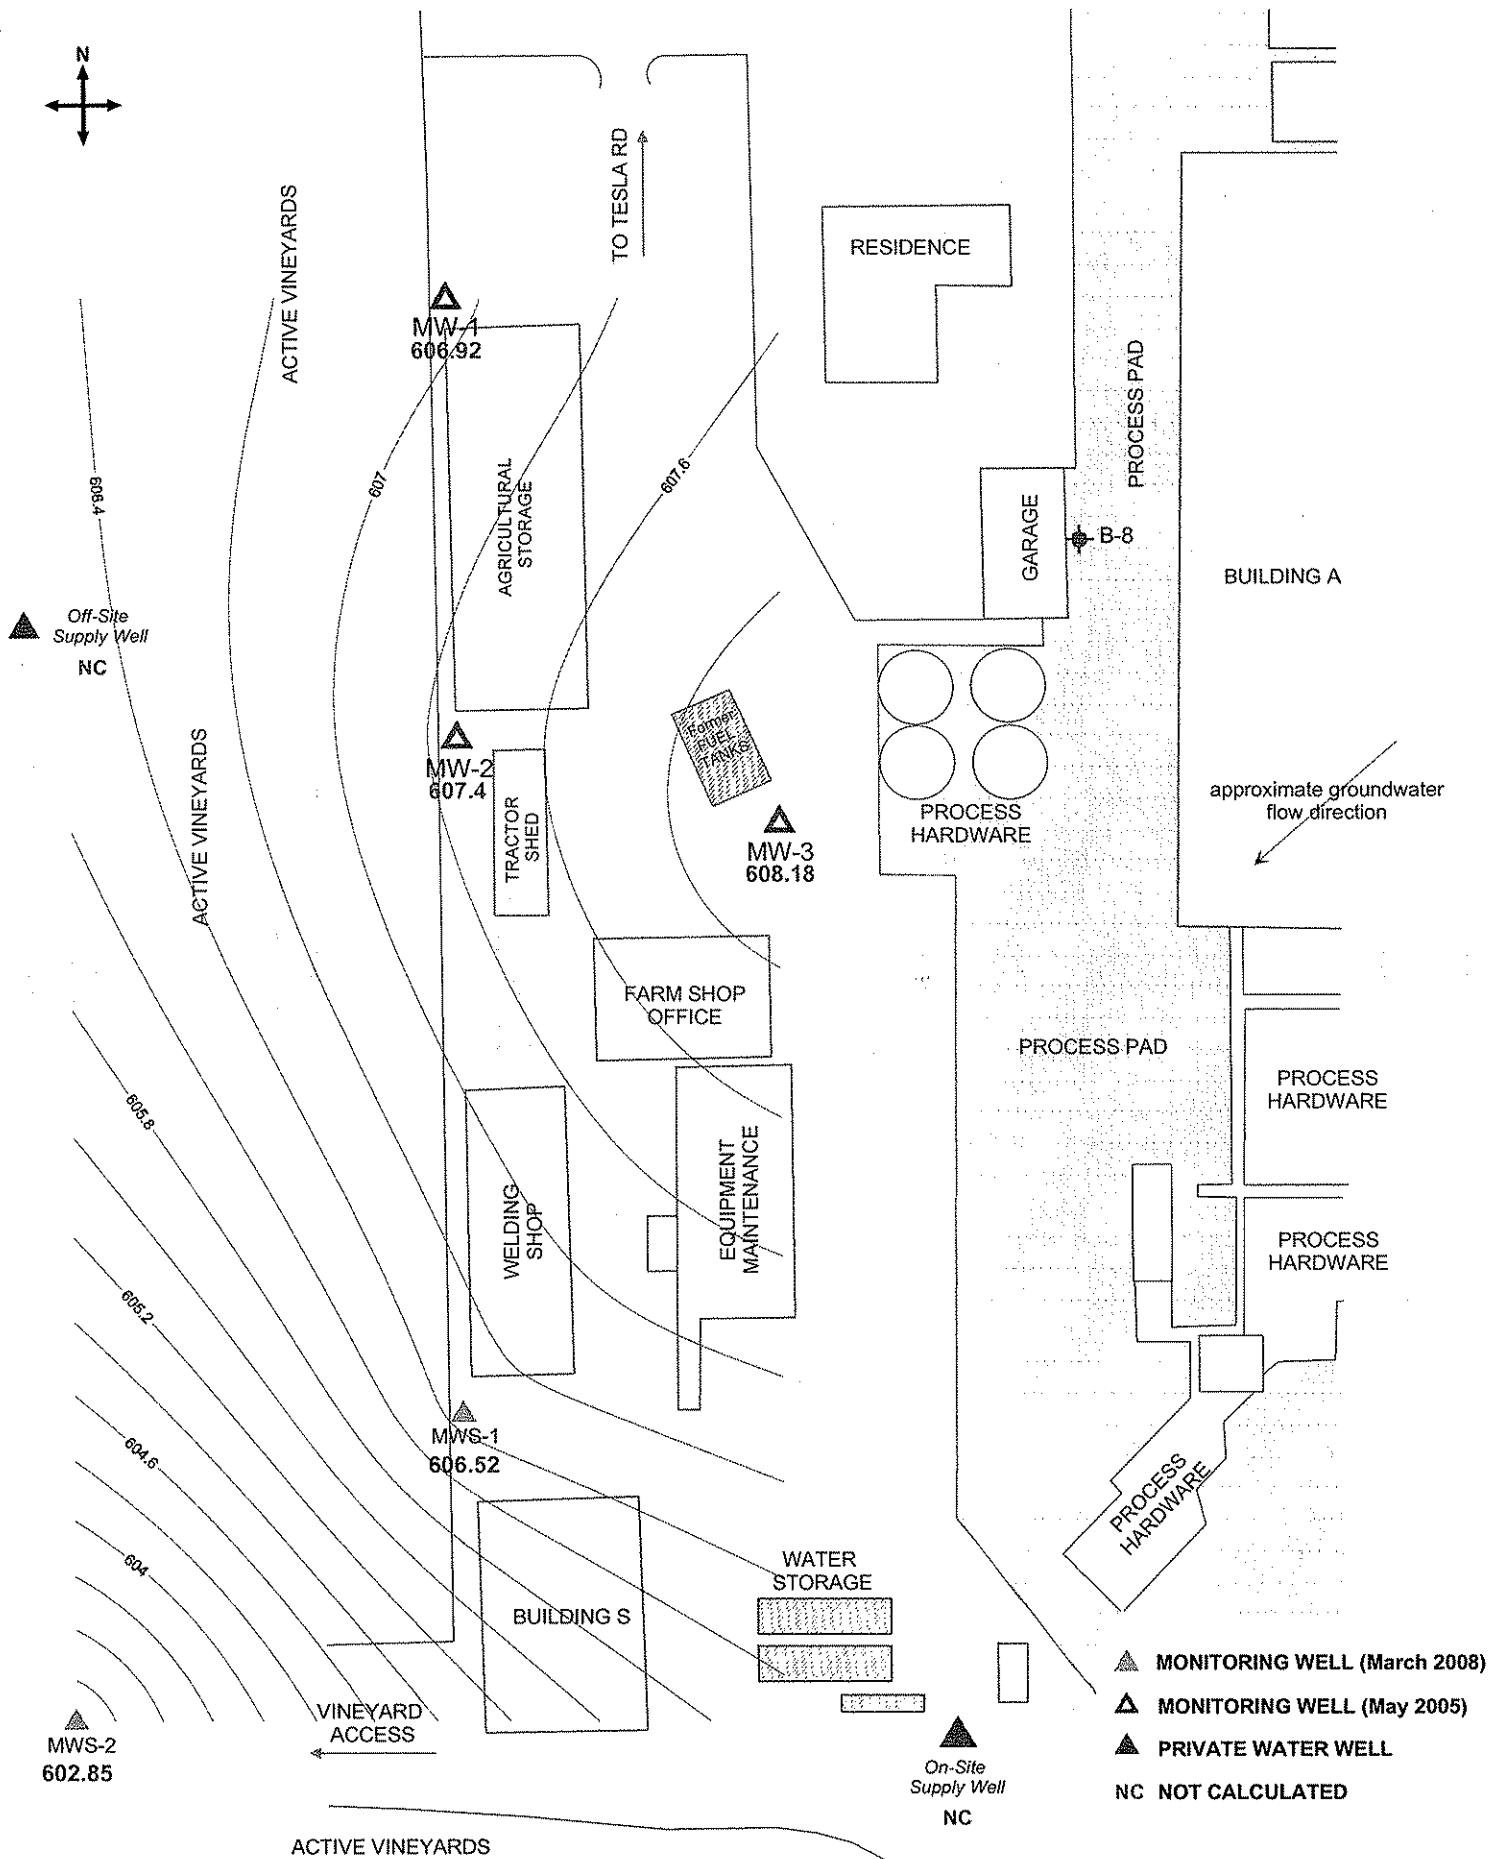 N
TO TESLA RD
ACTIVE VINEYARDS
RESIDENCE
MW-1
606.92
PROCESS PAD
606.4
607
607.6
AGRICULTURAL
STORAGE
GARAGE
B-8
BUILDING A
Off-Site
Supply Well
NC
Former
FUEL
TANKS
MW-2
607.4
ACTIVE VINEYARDS
TRACTOR
SHED
MW-3
608.18
PROCESS
HARDWARE
approximate groundwater
flow direction
FARM SHOP
OFFICE
PROCESS PAD
PROCESS
HARDWARE
605.8
EQUIPMENT
MAINTENANCE
WELDING
SHOP
PROCESS
HARDWARE
605.2
MWS-1
606.52
604.6
PROCESS
HARDWARE
604
WATER
STORAGE
BUILDING S
MONITORING WELL (March 2008)
MONITORING WELL (May 2005)
PRIVATE WATER WELL
NC NOT CALCULATED
VINEYARD
ACCESS
MWS-2
602.85
On-Site
Supply Well
NC
ACTIVE VINEYARDS